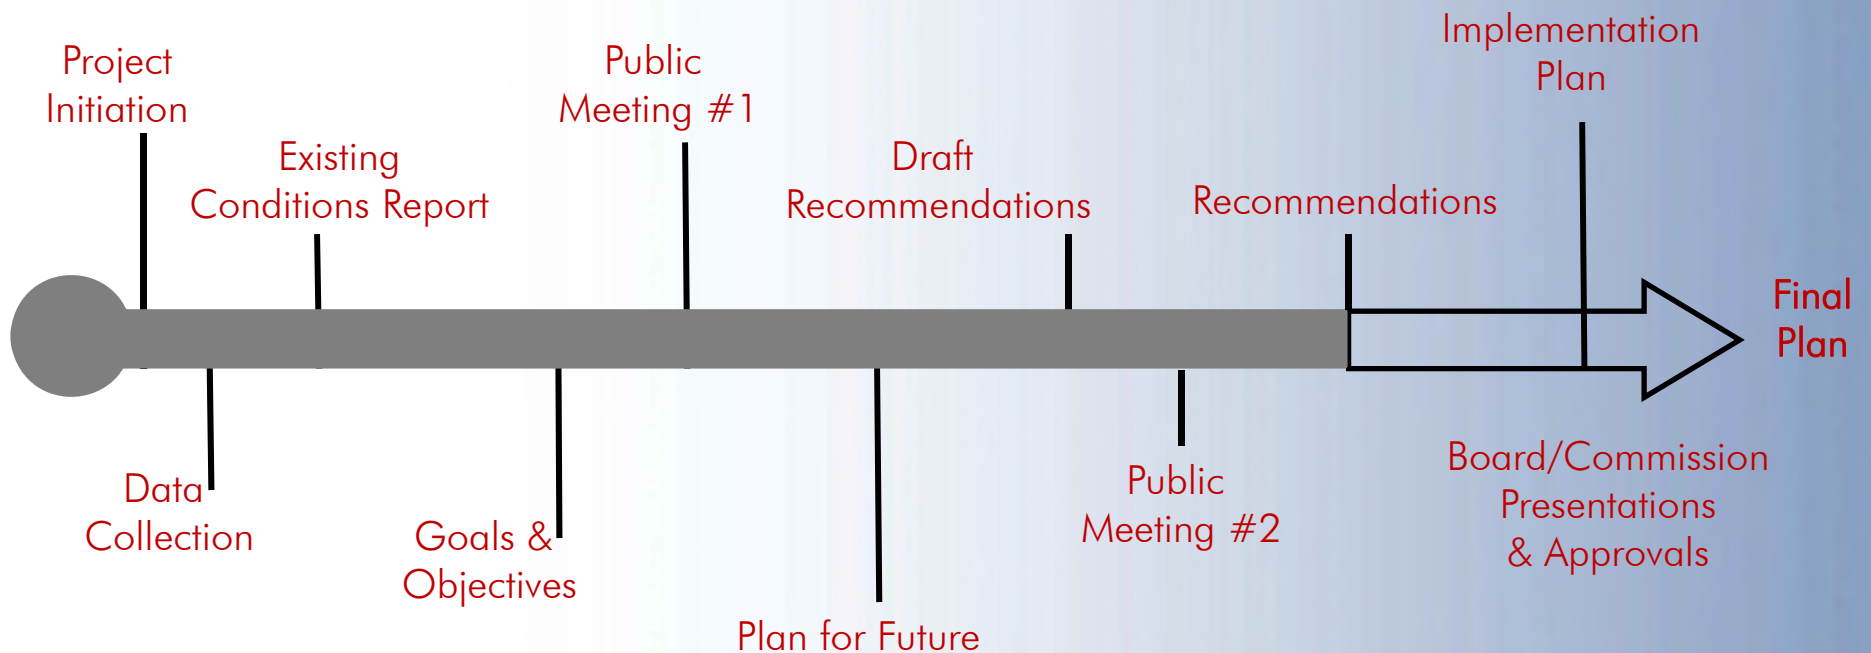 Project
Initiation
Existing
Conditions Report
Public
Meeting #1
Draft
Recommendations
Recommendations
Implementation
Plan
Final
Plan
Data
Collection
Goals &
Objectives
Plan for Future
Public
Meeting #2
Board/Commission
Presentations
& Approvals